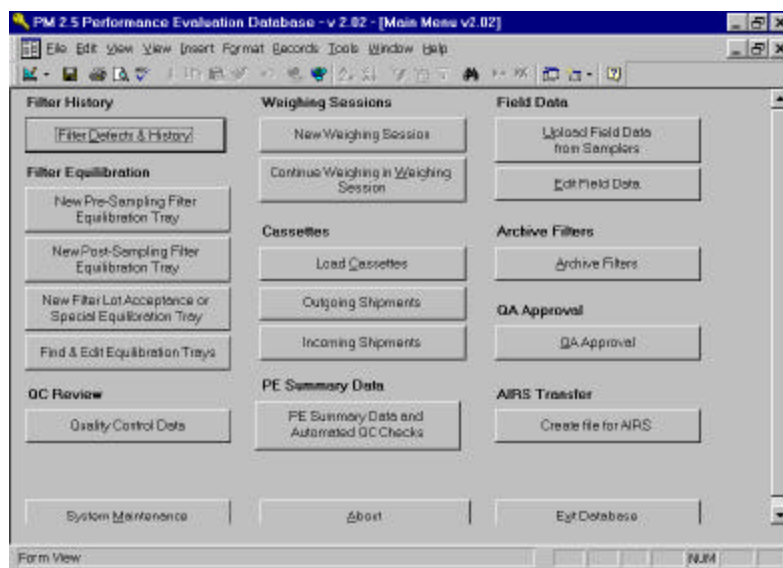 PM 2.5 Performance Evaluation Database - v 2.02 - [Main Menu v2.02]
File Edit View View Insert Format Records Tools Window Help
Filter History
Filter Defects & History
Filter Equilibration
New Pre-Sampling Filter
Equilibration Tray
New Post-Sampling Filter
Equilibration Tray
New Filter Lot Acceptance or
Special Equilibration Tray
Find & Edit Equilibration Trays
QC Review
Quality Control Data
System Maintenance
Weighing Sessions
New Weighing Session
Continue Weighing in Weighing
Session
Cassettes
Load Cassettes
Outgoing Shipments
Incoming Shipments
PE Summary Data
PE Summary Data and
Automated QC Checks
About
Field Data
Upload Field Data
from Samplers
Edit Field Data
Archive Filters
Archive Filters
QA Approval
QA Approval
AIRS Transfer
Create file for AIRS
Exit Database
Form View
NUM